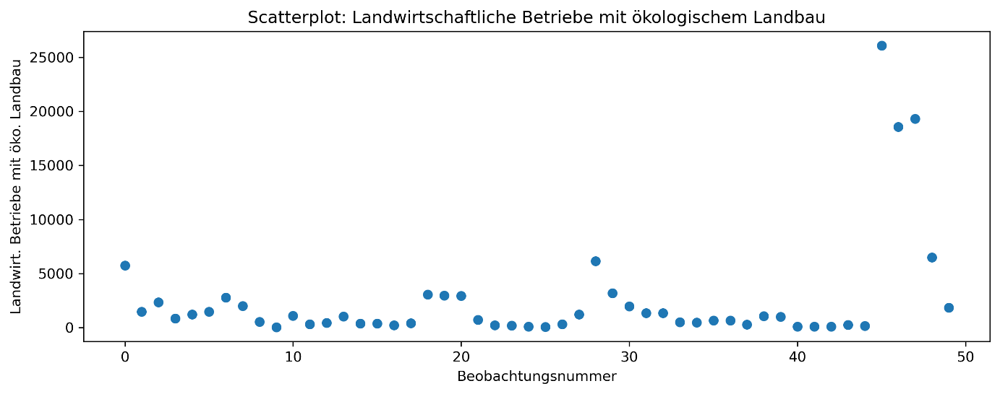 Scatterplot: Landwirtschaftliche Betriebe mit ökologischem Landbau
Landwirt. Betriebe mit öko. Landbau
25000
20000
15000
10000
5000
0
0 10 20 30 40 50
Beobachtungsnummer